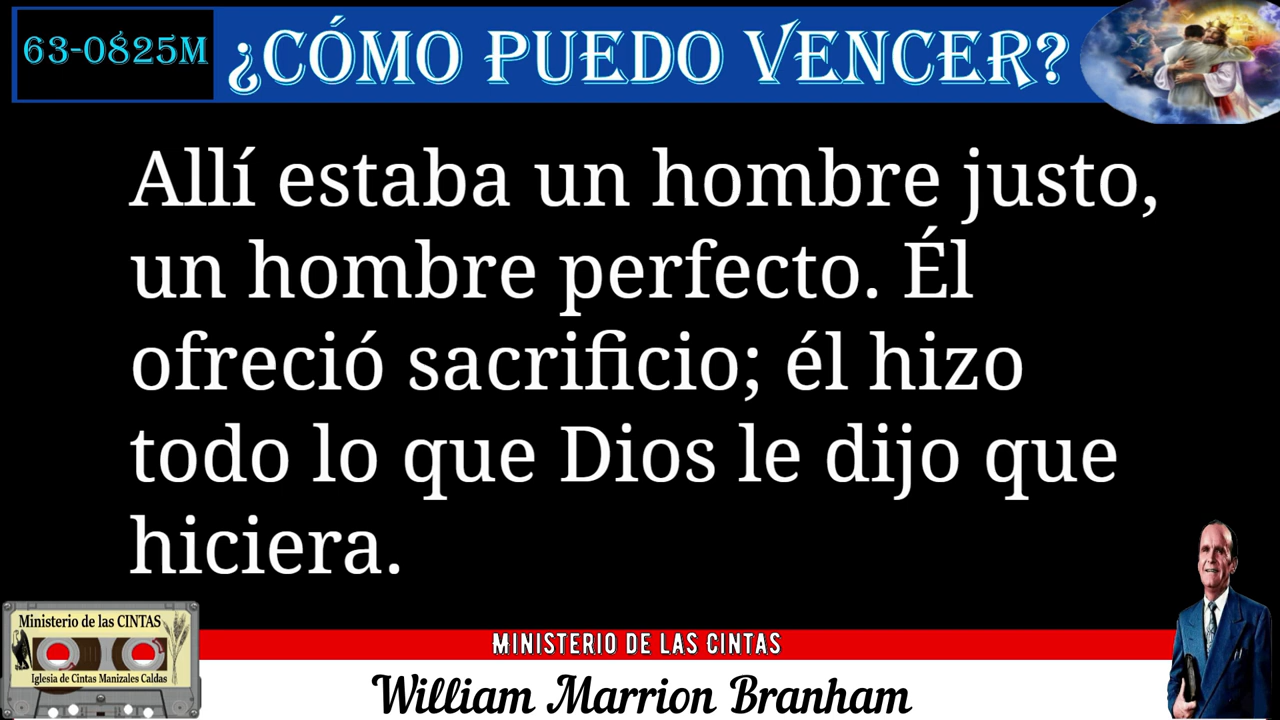 63-0825M
¿CÓMO PUEDO VENCER?
Allí estaba un hombre justo,
un hombre perfecto. Él
ofreció sacrificio; él hizo
todo lo que Dios le dijo que
hiciera.
Ministerio de las CINTAS
Iglesia de Cintas Manizales Caldas
MINISTERIO DE LAS CINTAS
William Marrion Branham